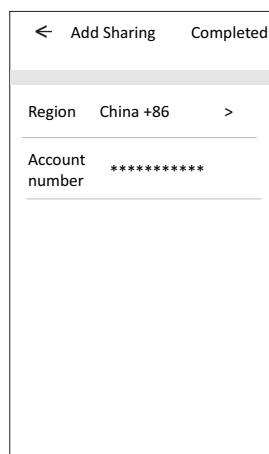 ← Add Sharing Completed
Region China +86 >
Account
number ***********